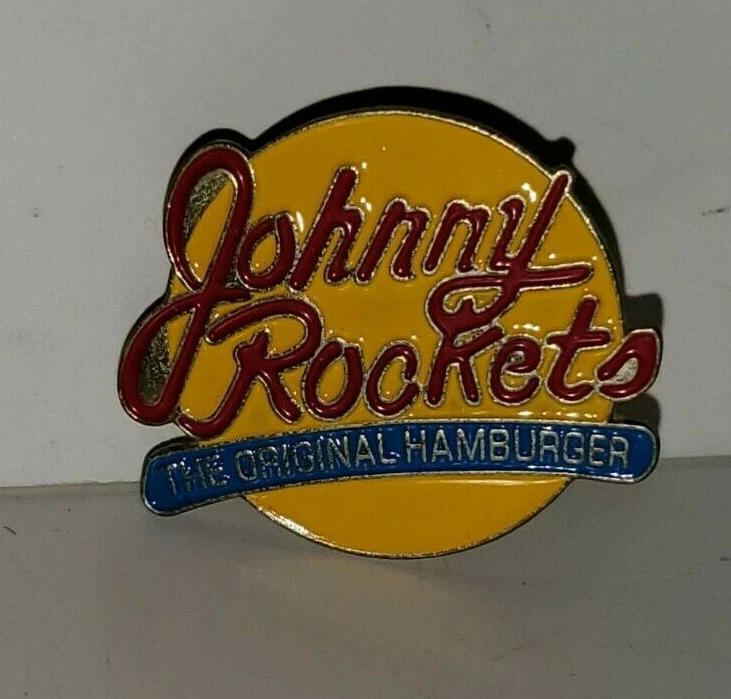 Johnny
Rockets
THE ORIGINAL HAMBURGER